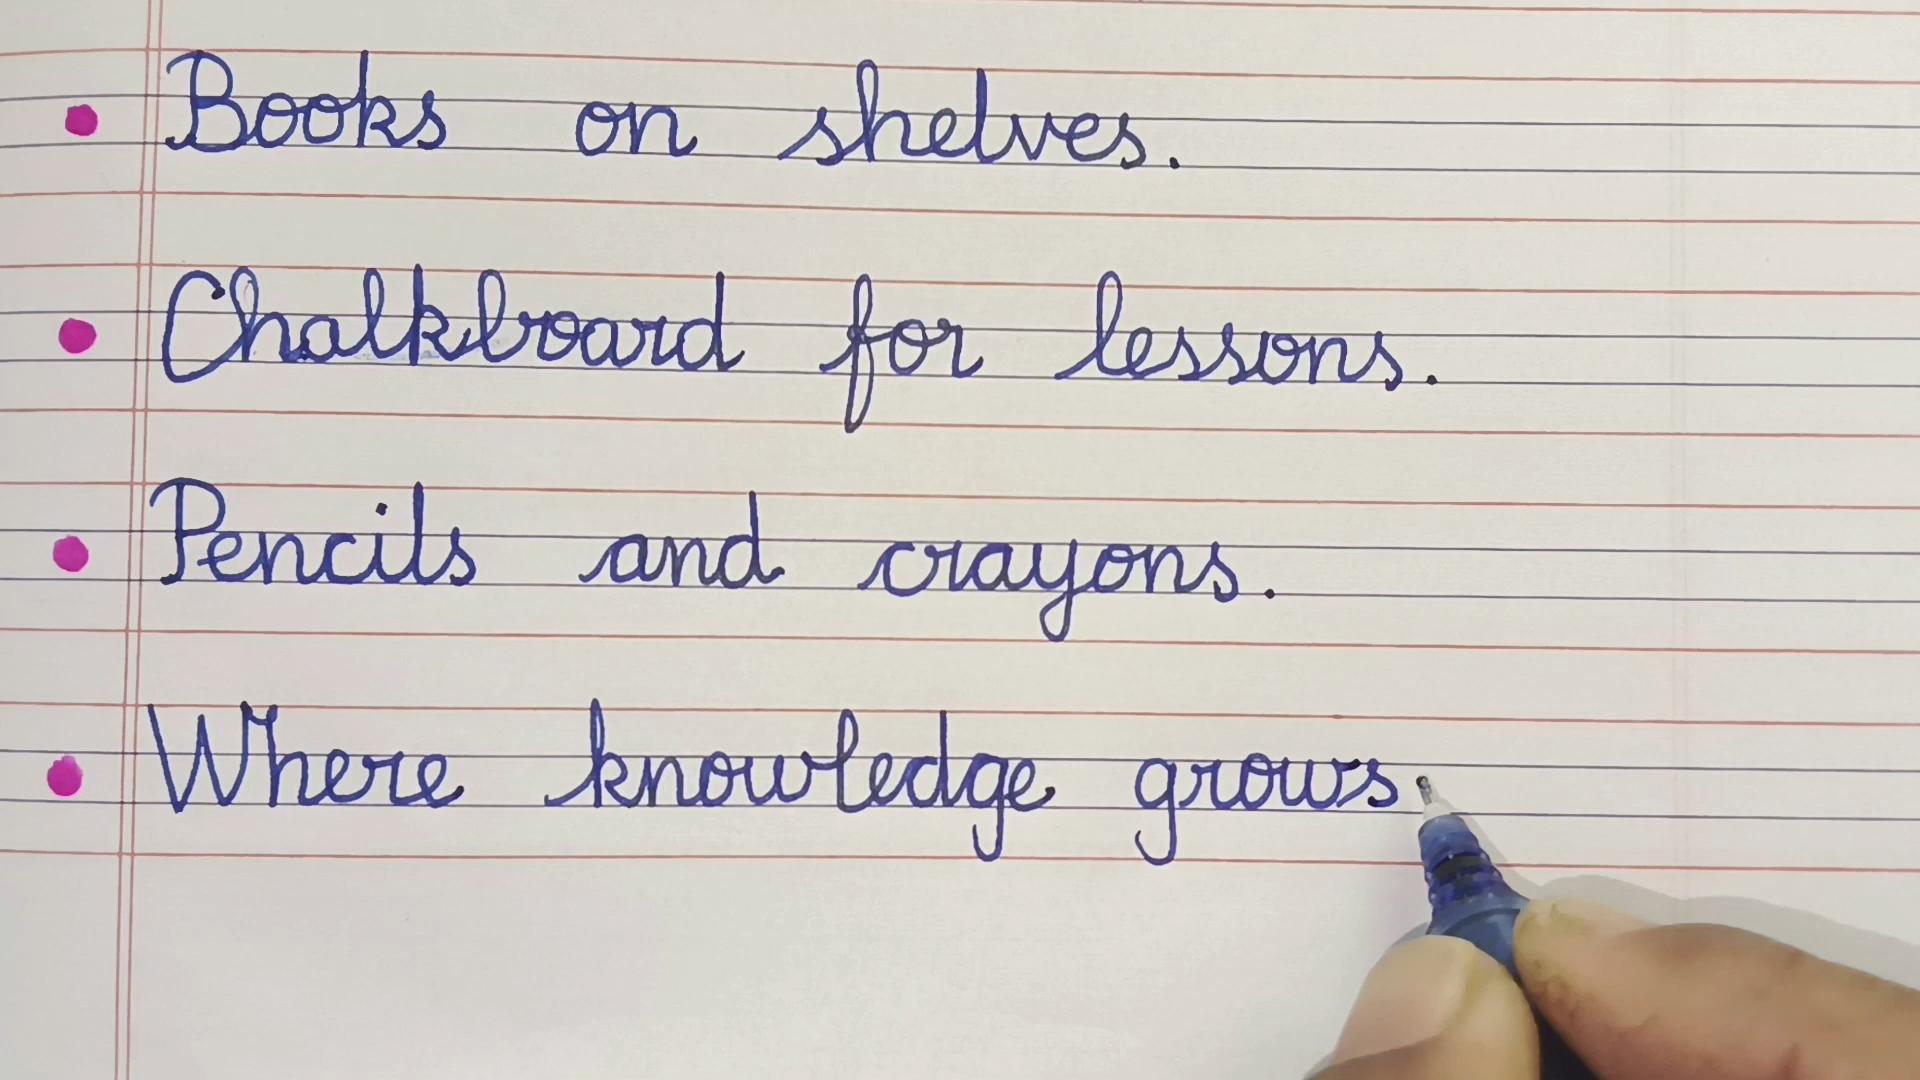 Books on shelves.
Chalkboard for lessons.
Pencils and crayons.
Where knowledge grows